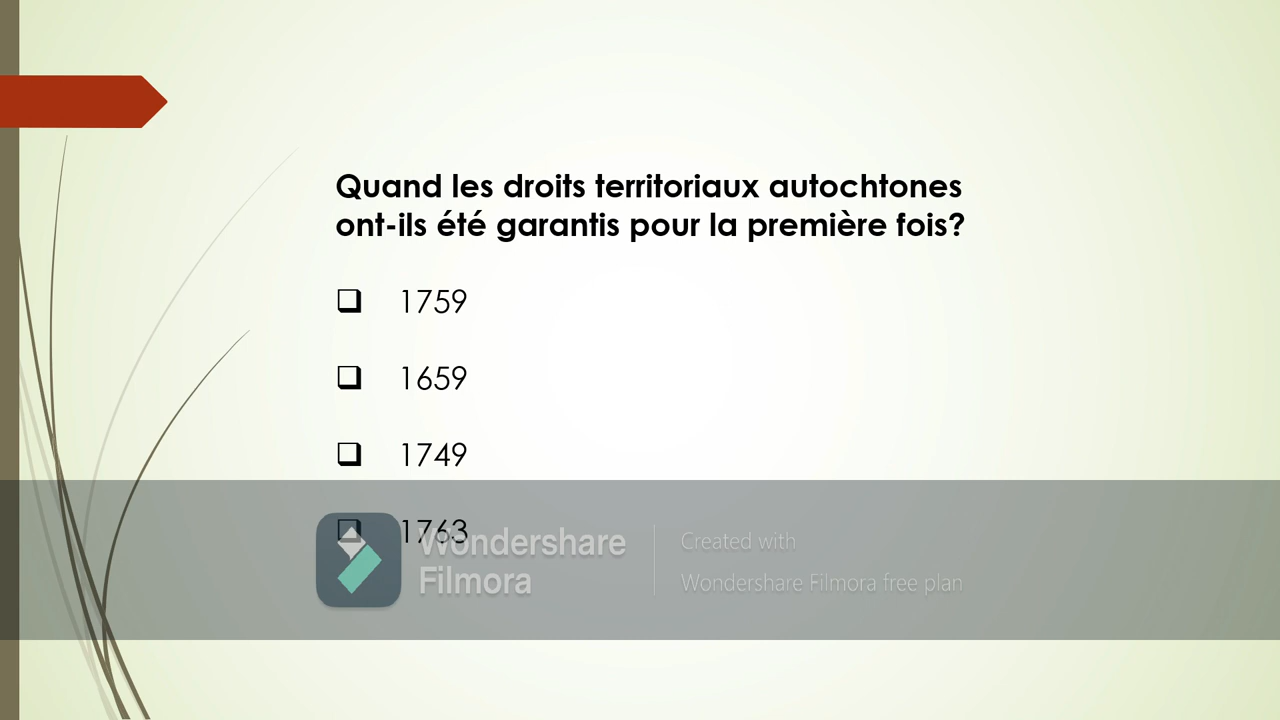 Quand les droits territoriaux autochtones
ont-ils été garantis pour la première fois?
1759
1659
1749
1763
Wondershare
Filmora
Created with
Wondershare Filmora free plan